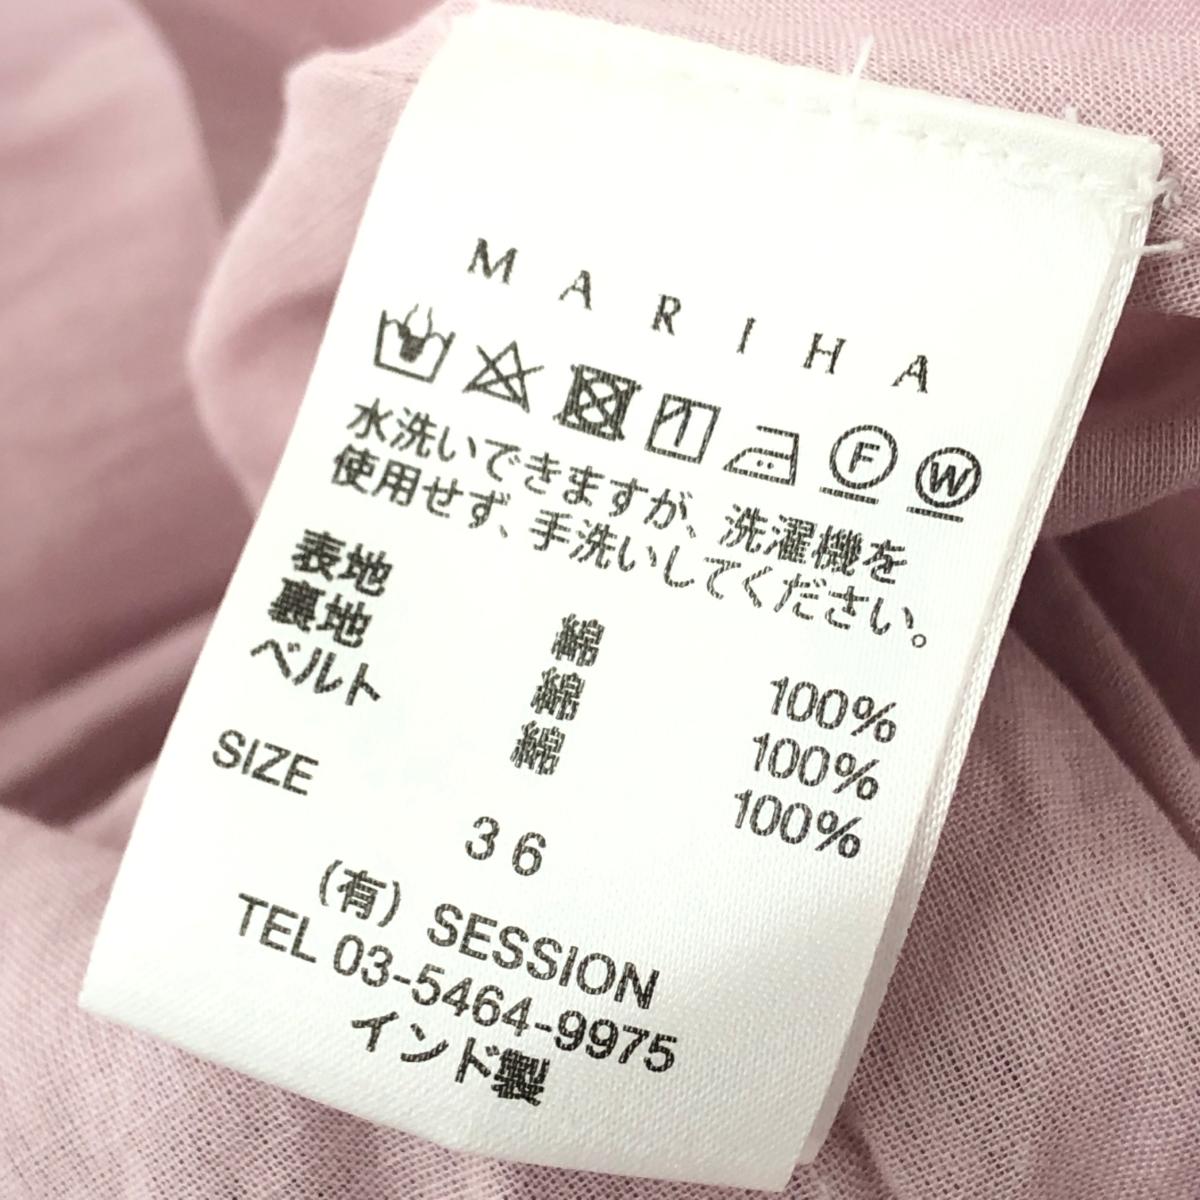 MARIHA
F W
水洗いできますが、洗濯機を
使用せず、手洗いしてください。
表地 綿 100%
裏地 綿 100%
ベルト 綿 100%
SIZE 36
(有) SESSION
TEL 03-5464-9975
インド製